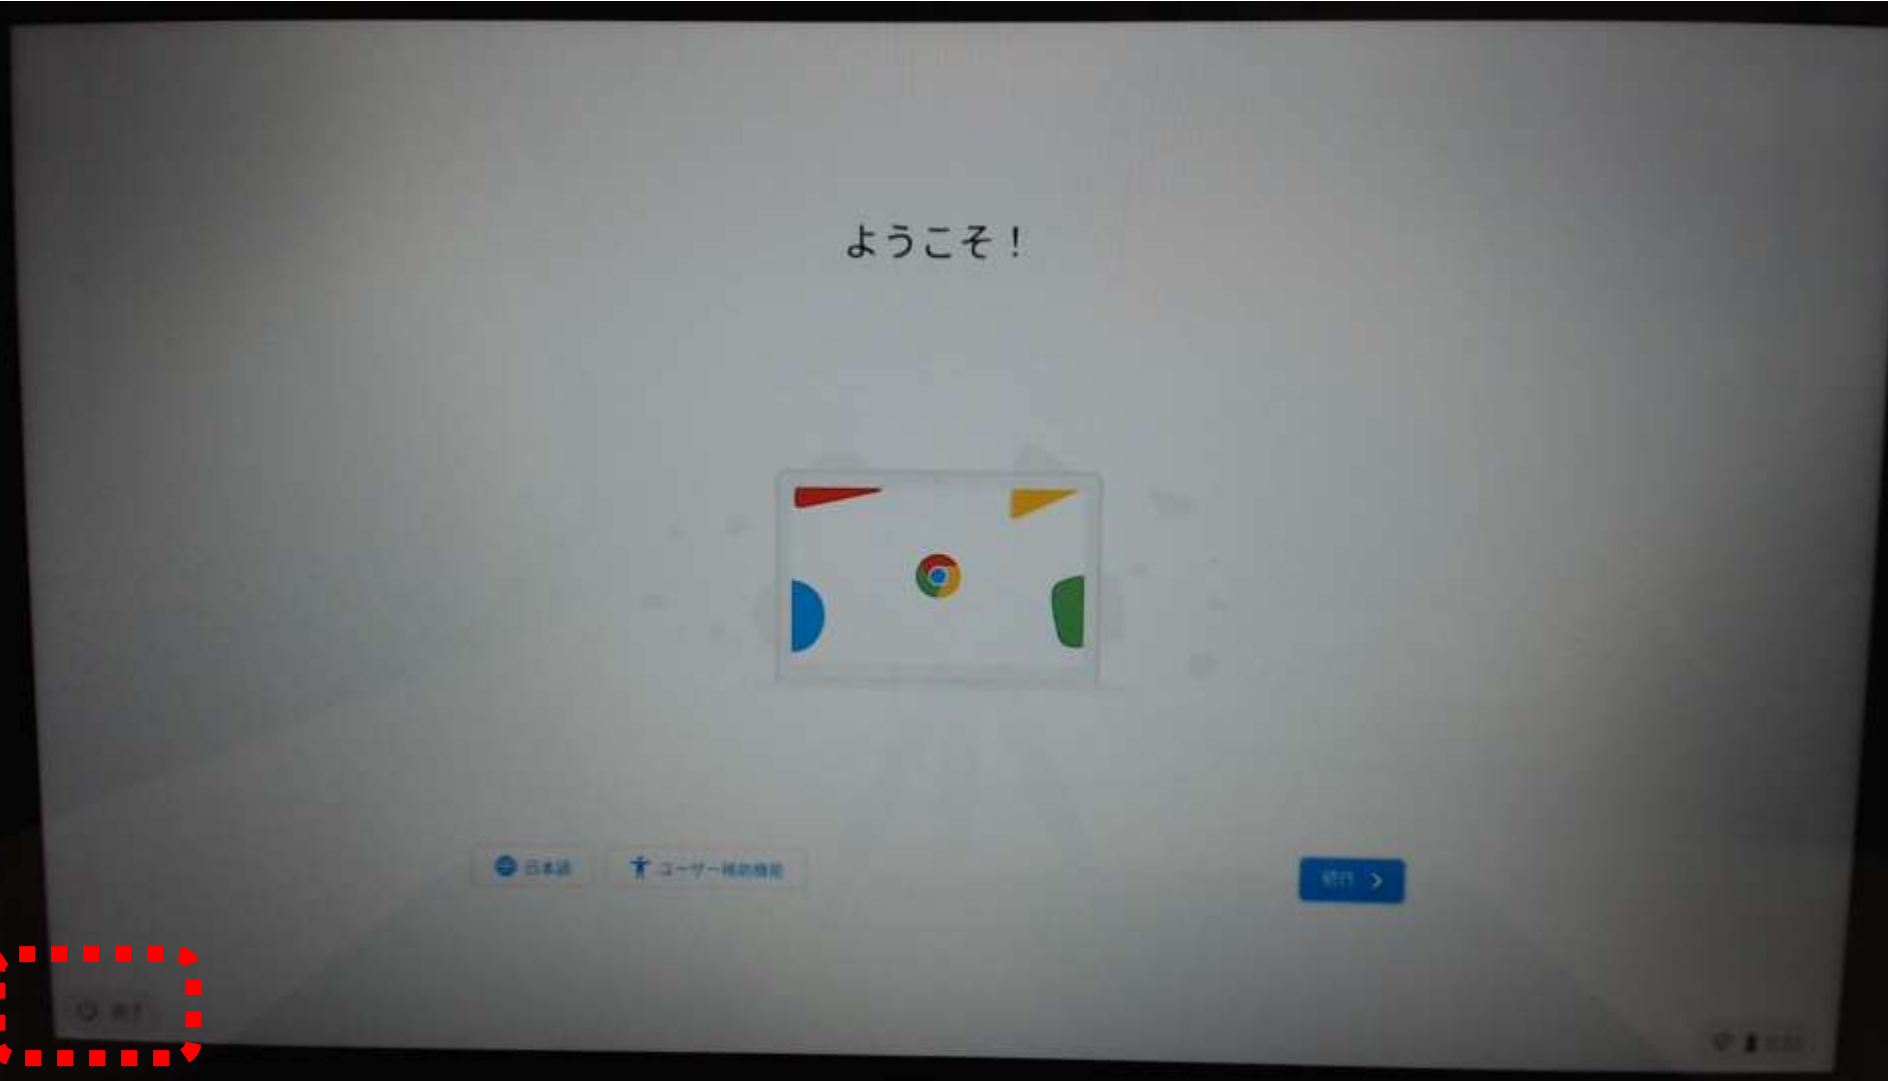 ようこそ！
日本語
ユーザー補助機能
続行
終了